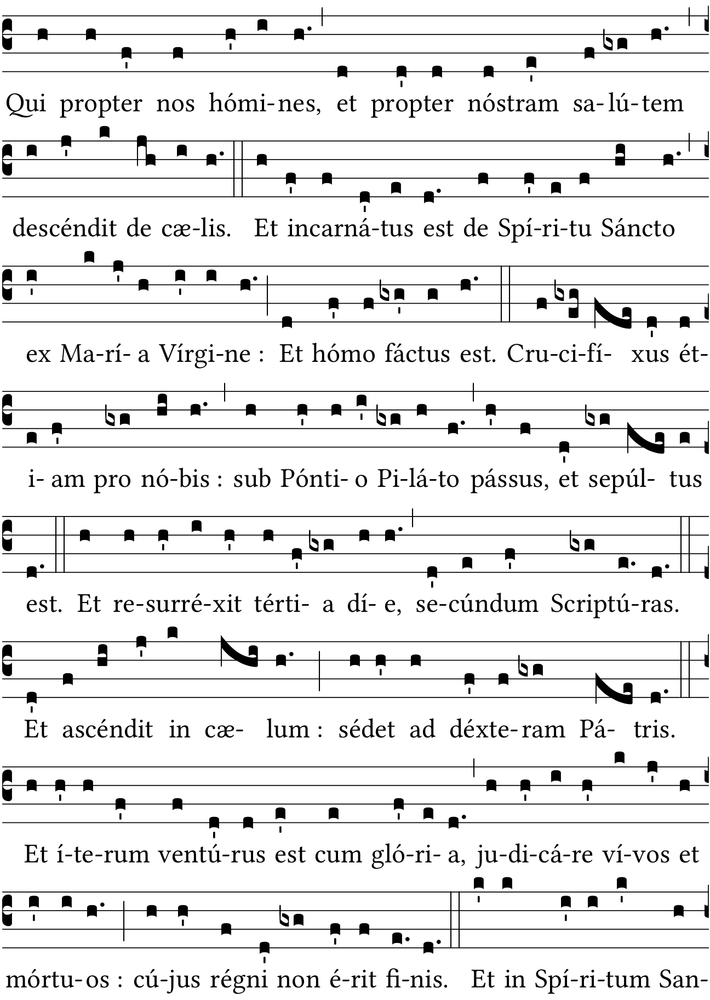 Qui propter nos hómi-nes, et propter nóstram sa-lú-tem
descéndit de cæ-lis. Et incarná-tus est de Spí-ri-tu Sáncto
ex Ma-rí- a Vírgi-ne : Et hómo fáctus est. Cru-ci-fí- xus ét-
i- am pro nó-bis : sub Pónti- o Pi-lá-to pássus, et sepúl- tus
est. Et re-surré-xit térti- a dí- e, se-cúndum Scriptú-ras.
Et ascéndit in cæ- lum : sédet ad déxte-ram Pá- tris.
Et í-te-rum ventú-rus est cum gló-ri- a, ju-di-cá-re ví-vos et
mórtu-os : cú-jus régni non é-rit fi-nis. Et in Spí-ri-tum San-